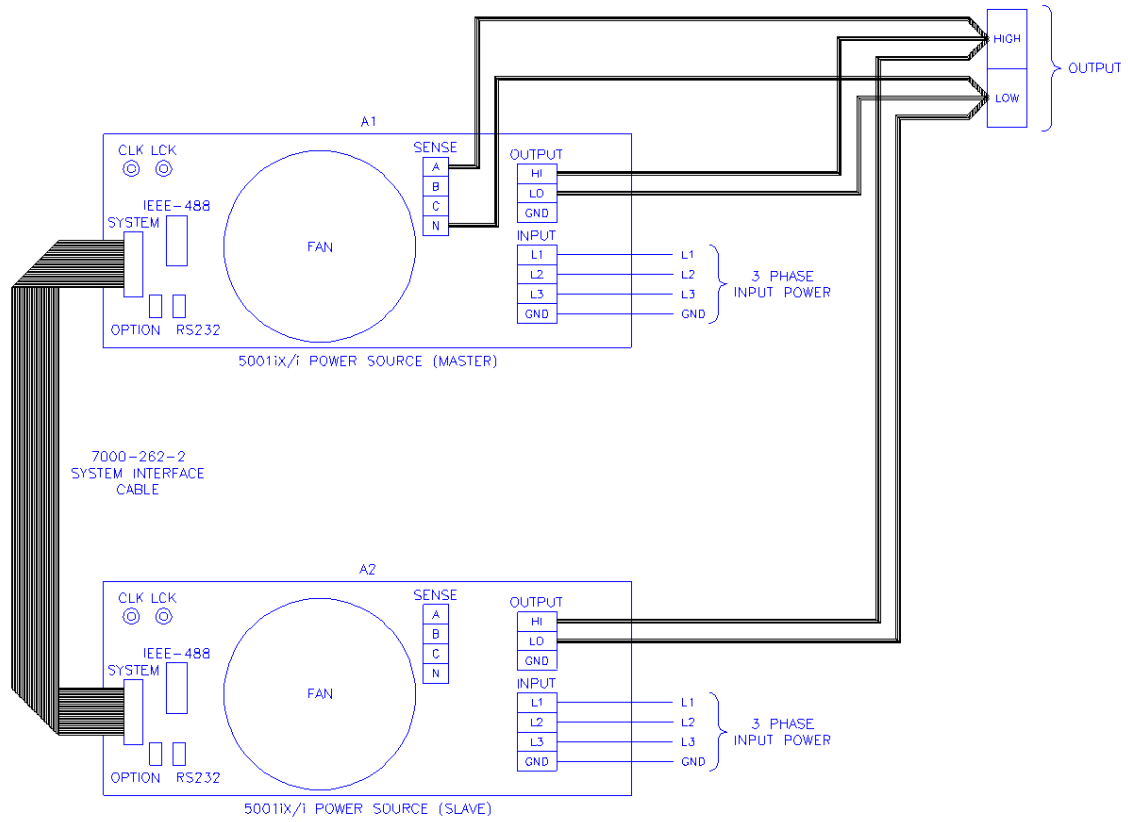 HIGH
OUTPUT
LOW
A1
CLK LCK
SENSE
OUTPUT
A
B
C
N
HI
LO
GND
IEEE-488
SYSTEM
FAN
INPUT
L1
L2
L3
GND
L1
L2
L3
GND
3 PHASE
INPUT POWER
OPTION RS232
5001iX/i POWER SOURCE (MASTER)
7000-262-2
SYSTEM INTERFACE
CABLE
A2
CLK LCK
SENSE
OUTPUT
A
B
C
N
HI
LO
GND
IEEE-488
SYSTEM
FAN
INPUT
L1
L2
L3
GND
L1
L2
L3
GND
3 PHASE
INPUT POWER
OPTION RS232
5001iX/i POWER SOURCE (SLAVE)